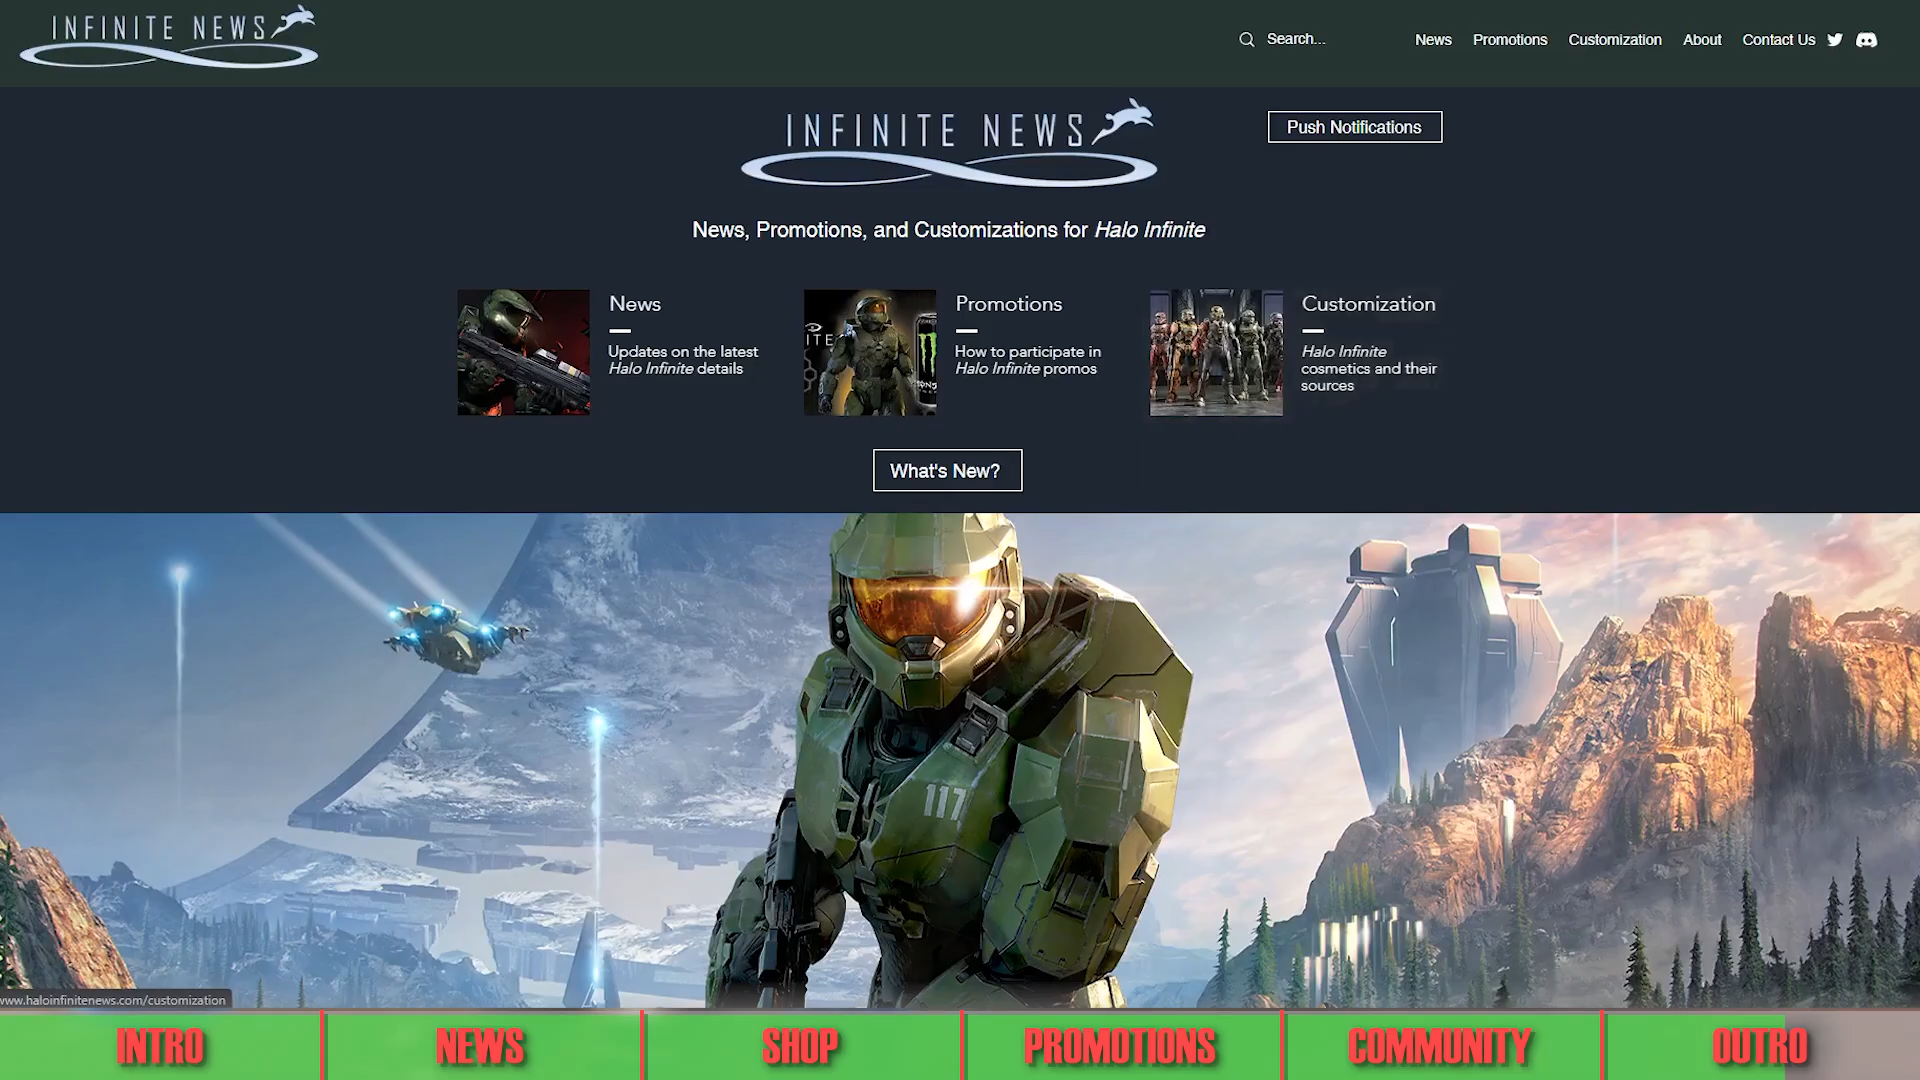 INFINITE NEWS
Search...
News
Promotions
Customization
About
Contact Us
INFINITE NEWS
Push Notifications
News, Promotions, and Customizations for Halo Infinite
News
Updates on the latest
Halo Infinite details
ITE
Promotions
How to participate in
Halo Infinite promos
Customization
Halo Infinite
cosmetics and their
sources
What's New?
117
www.haloinfinitenews.com/customization
INTRO
NEWS
SHOP
PROMOTIONS
COMMUNITY
OUTRO